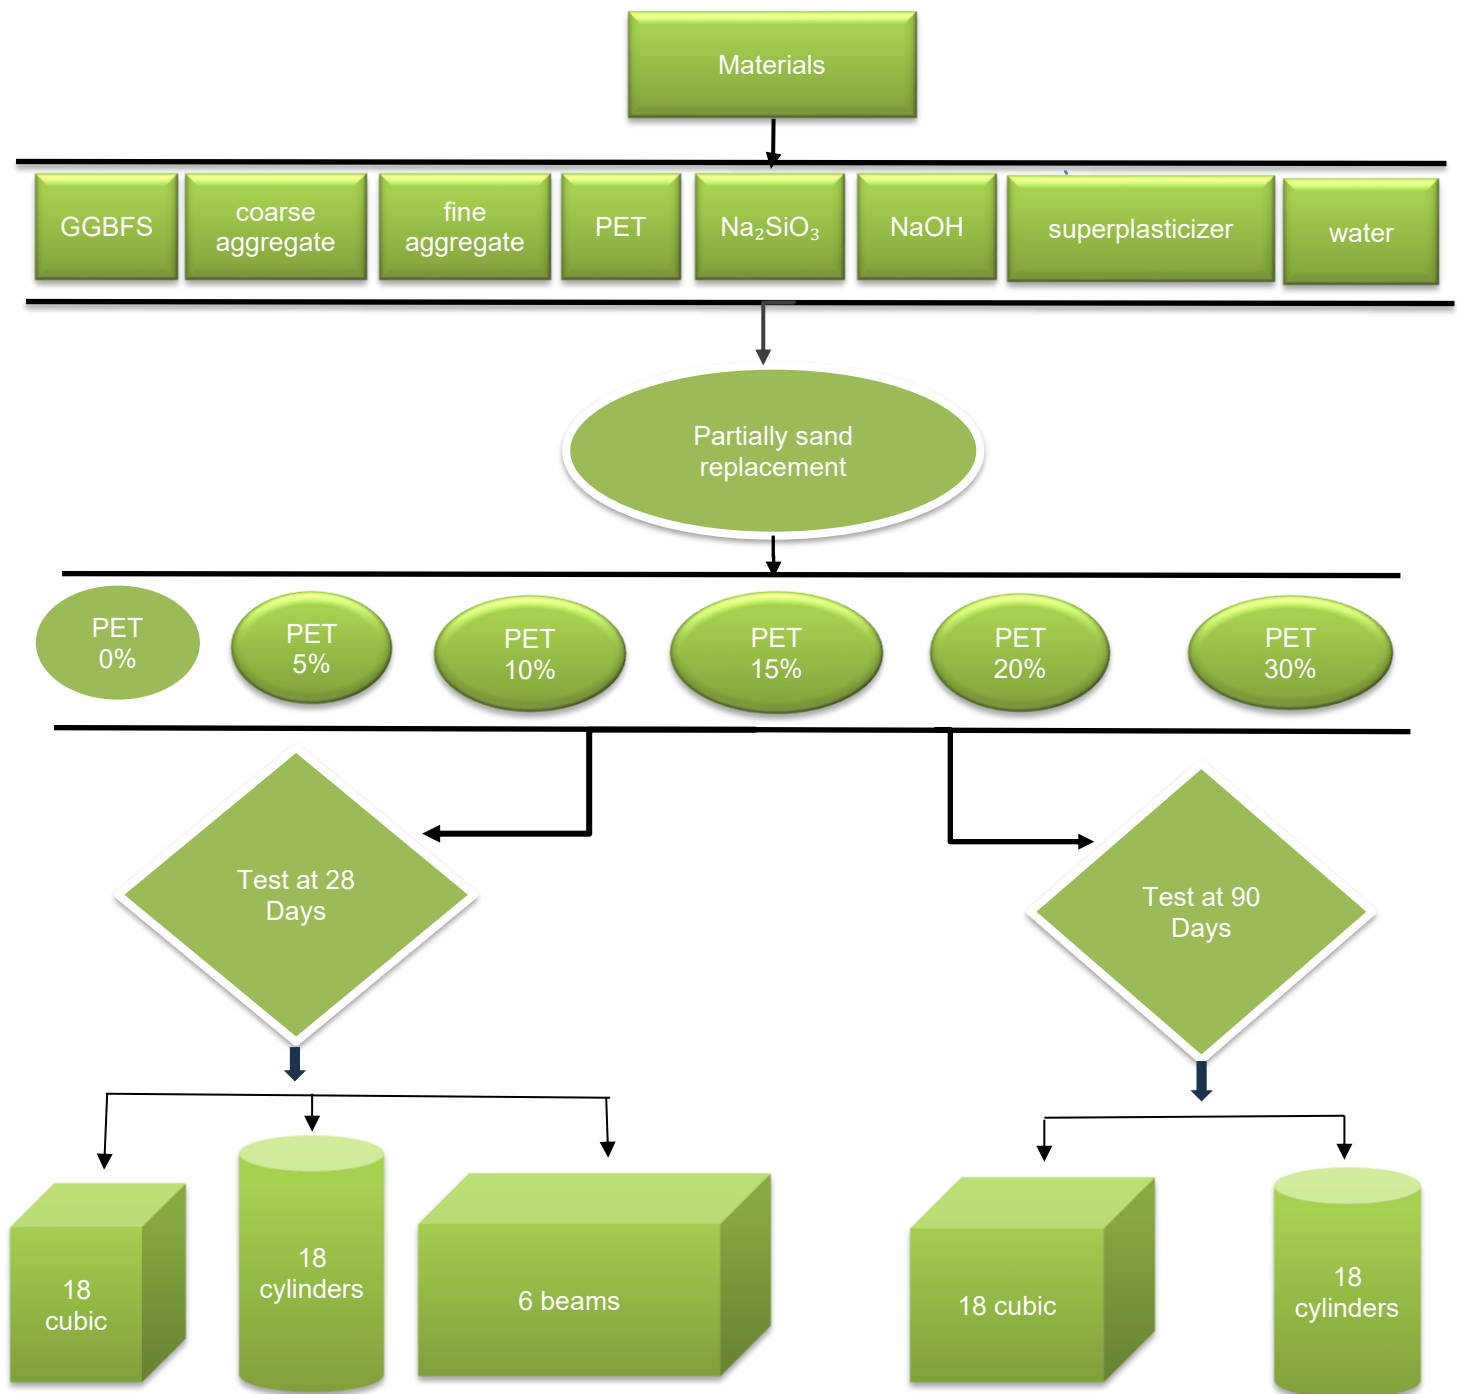 Materials
GGBFS
coarse
aggregate
fine
aggregate
PET
Na₂SiO₃
NaOH
superplasticizer
water
Partially sand
replacement
PET
0%
PET
5%
PET
10%
PET
15%
PET
20%
PET
30%
Test at 28
Days
Test at 90
Days
18
cubic
18
cylinders
6 beams
18 cubic
18
cylinders